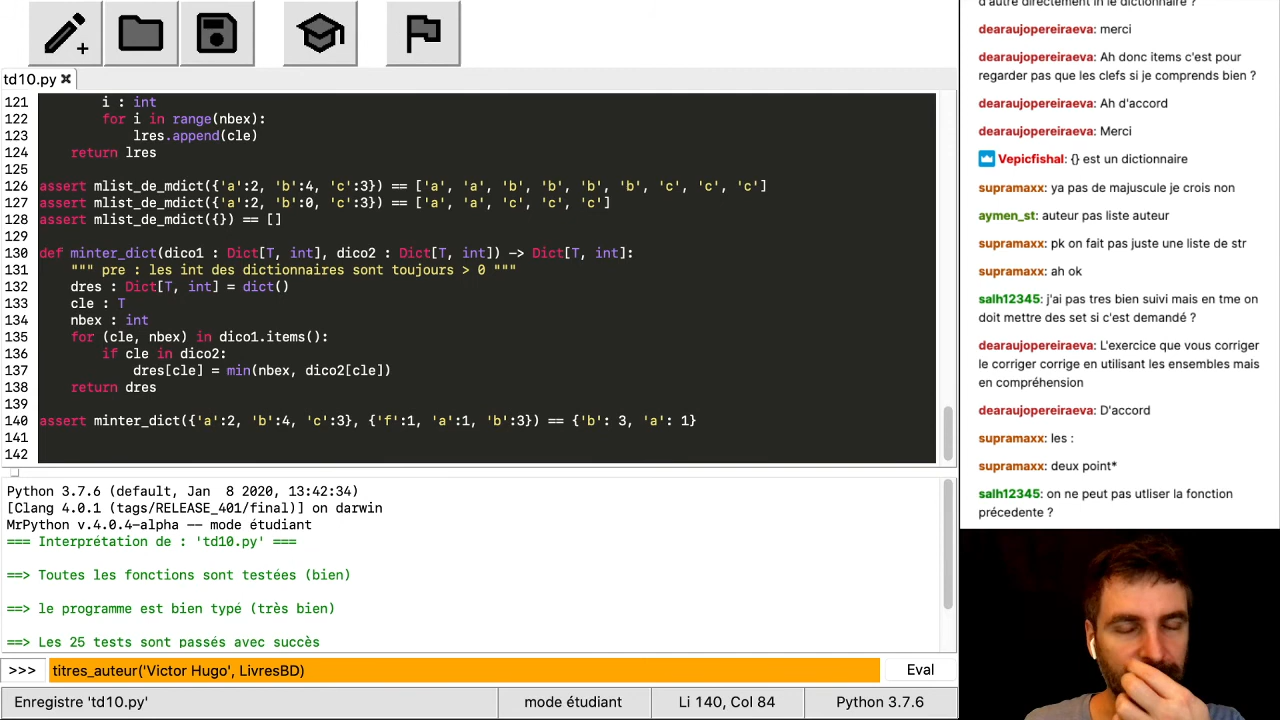 td10.py
121 i : int
122 for i in range(nbex):
123 lres.append(cle)
124 return lres
125
126 assert mlist_de_mdict({'a':2, 'b':4, 'c':3}) == ['a', 'a', 'b', 'b', 'b', 'b', 'c', 'c', 'c']
127 assert mlist_de_mdict({'a':2, 'b':0, 'c':3}) == ['a', 'a', 'c', 'c', 'c']
128 assert mlist_de_mdict({}) == []
129
130 def minter_dict(dico1 : Dict[T, int], dico2 : Dict[T, int]) -> Dict[T, int]:
131 """ pre : les int des dictionnaires sont toujours > 0 """
132 dres : Dict[T, int] = dict()
133 cle : T
134 nbex : int
135 for (cle, nbex) in dico1.items():
136 if cle in dico2:
137 dres[cle] = min(nbex, dico2[cle])
138 return dres
139
140 assert minter_dict({'a':2, 'b':4, 'c':3}, {'f':1, 'a':1, 'b':3}) == {'b': 3, 'a': 1}
141
142
Python 3.7.6 (default, Jan  8 2020, 13:42:34)
[Clang 4.0.1 (tags/RELEASE_401/final)] on darwin
MrPython v.4.0.4-alpha -- mode étudiant
=== Interprétation de : 'td10.py' ===
==> Toutes les fonctions sont testées (bien)
==> le programme est bien typé (très bien)
==> Les 25 tests sont passés avec succès
>>> titres_auteur('Victor Hugo', LivresBD) Eval
Enregistre 'td10.py' mode étudiant Li 140, Col 84 Python 3.7.6
d'autre directement in le dictionnaire ?
dearaujopereiraeva: merci
dearaujopereiraeva: Ah donc items c'est pour
regarder pas que les clefs si je comprends bien ?
dearaujopereiraeva: Ah d'accord
dearaujopereiraeva: Merci
Vepicfishal: {} est un dictionnaire
supramaxx: ya pas de majuscule je crois non
aymen_st: auteur pas liste auteur
supramaxx: pk on fait pas juste une liste de str
supramaxx: ah ok
salh12345: j'ai pas tres bien suivi mais en tme on
doit mettre des set si c'est demandé ?
dearaujopereiraeva: L'exercice que vous corriger
le corriger corrige en utilisant les ensembles mais
en compréhension
dearaujopereiraeva: D'accord
supramaxx: les :
supramaxx: deux point*
salh12345: on ne peut pas utliser la fonction
précedente ?